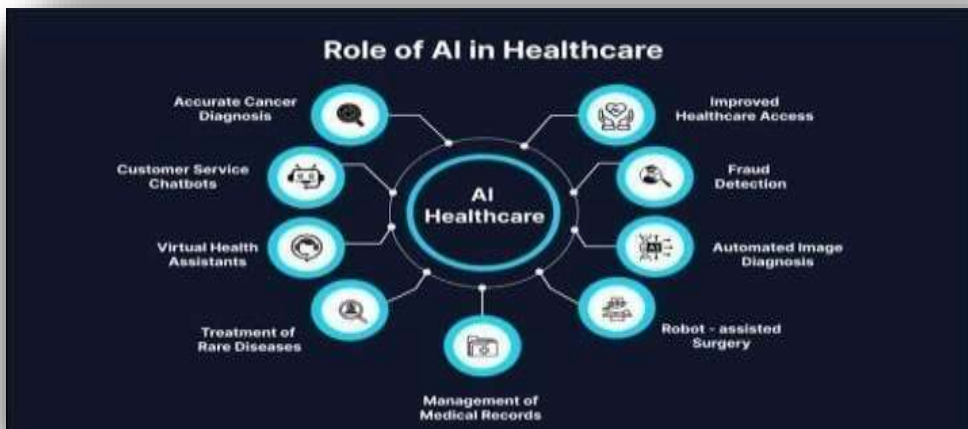 Role of AI in Healthcare
Accurate Cancer
Diagnosis
Improved
Healthcare Access
Customer Service
Chatbots
Fraud
Detection
AI
Healthcare
Virtual Health
Assistants
Automated Image
Diagnosis
AI
Treatment of
Rare Diseases
Robot - assisted
Surgery
Management of
Medical Records